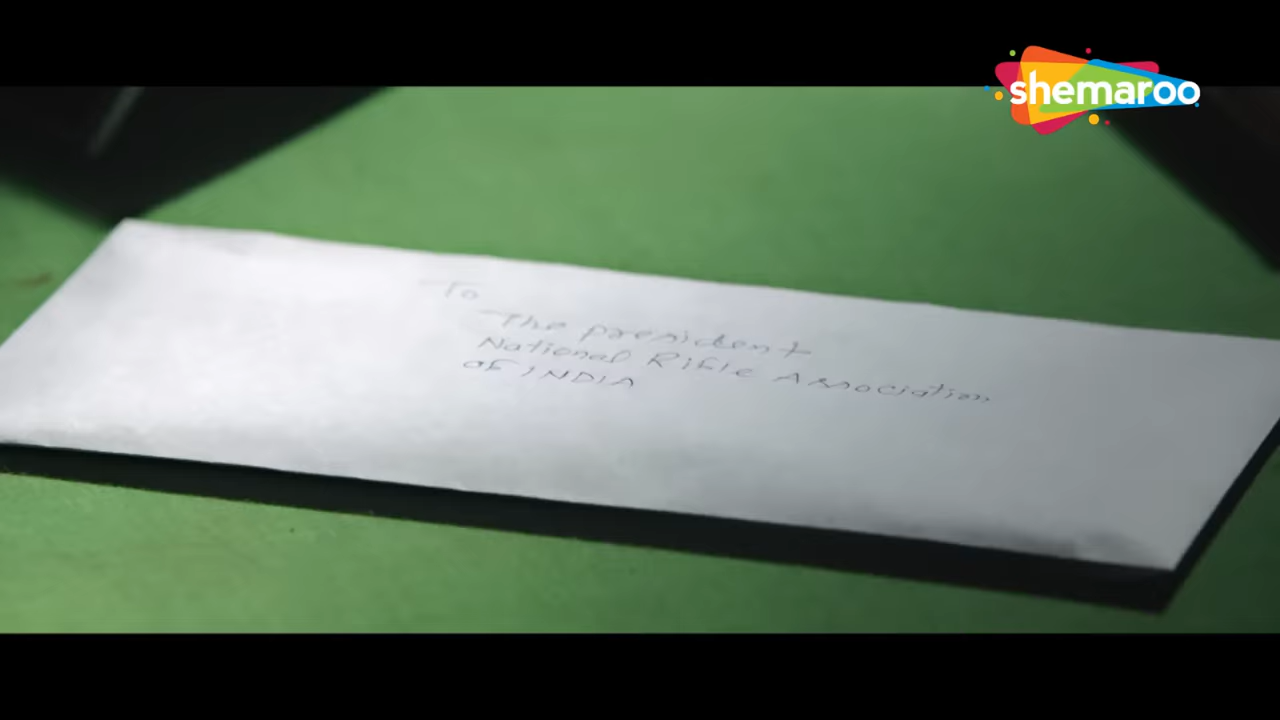 shemaroo
To
The president
National Rifle Association
of INDIA